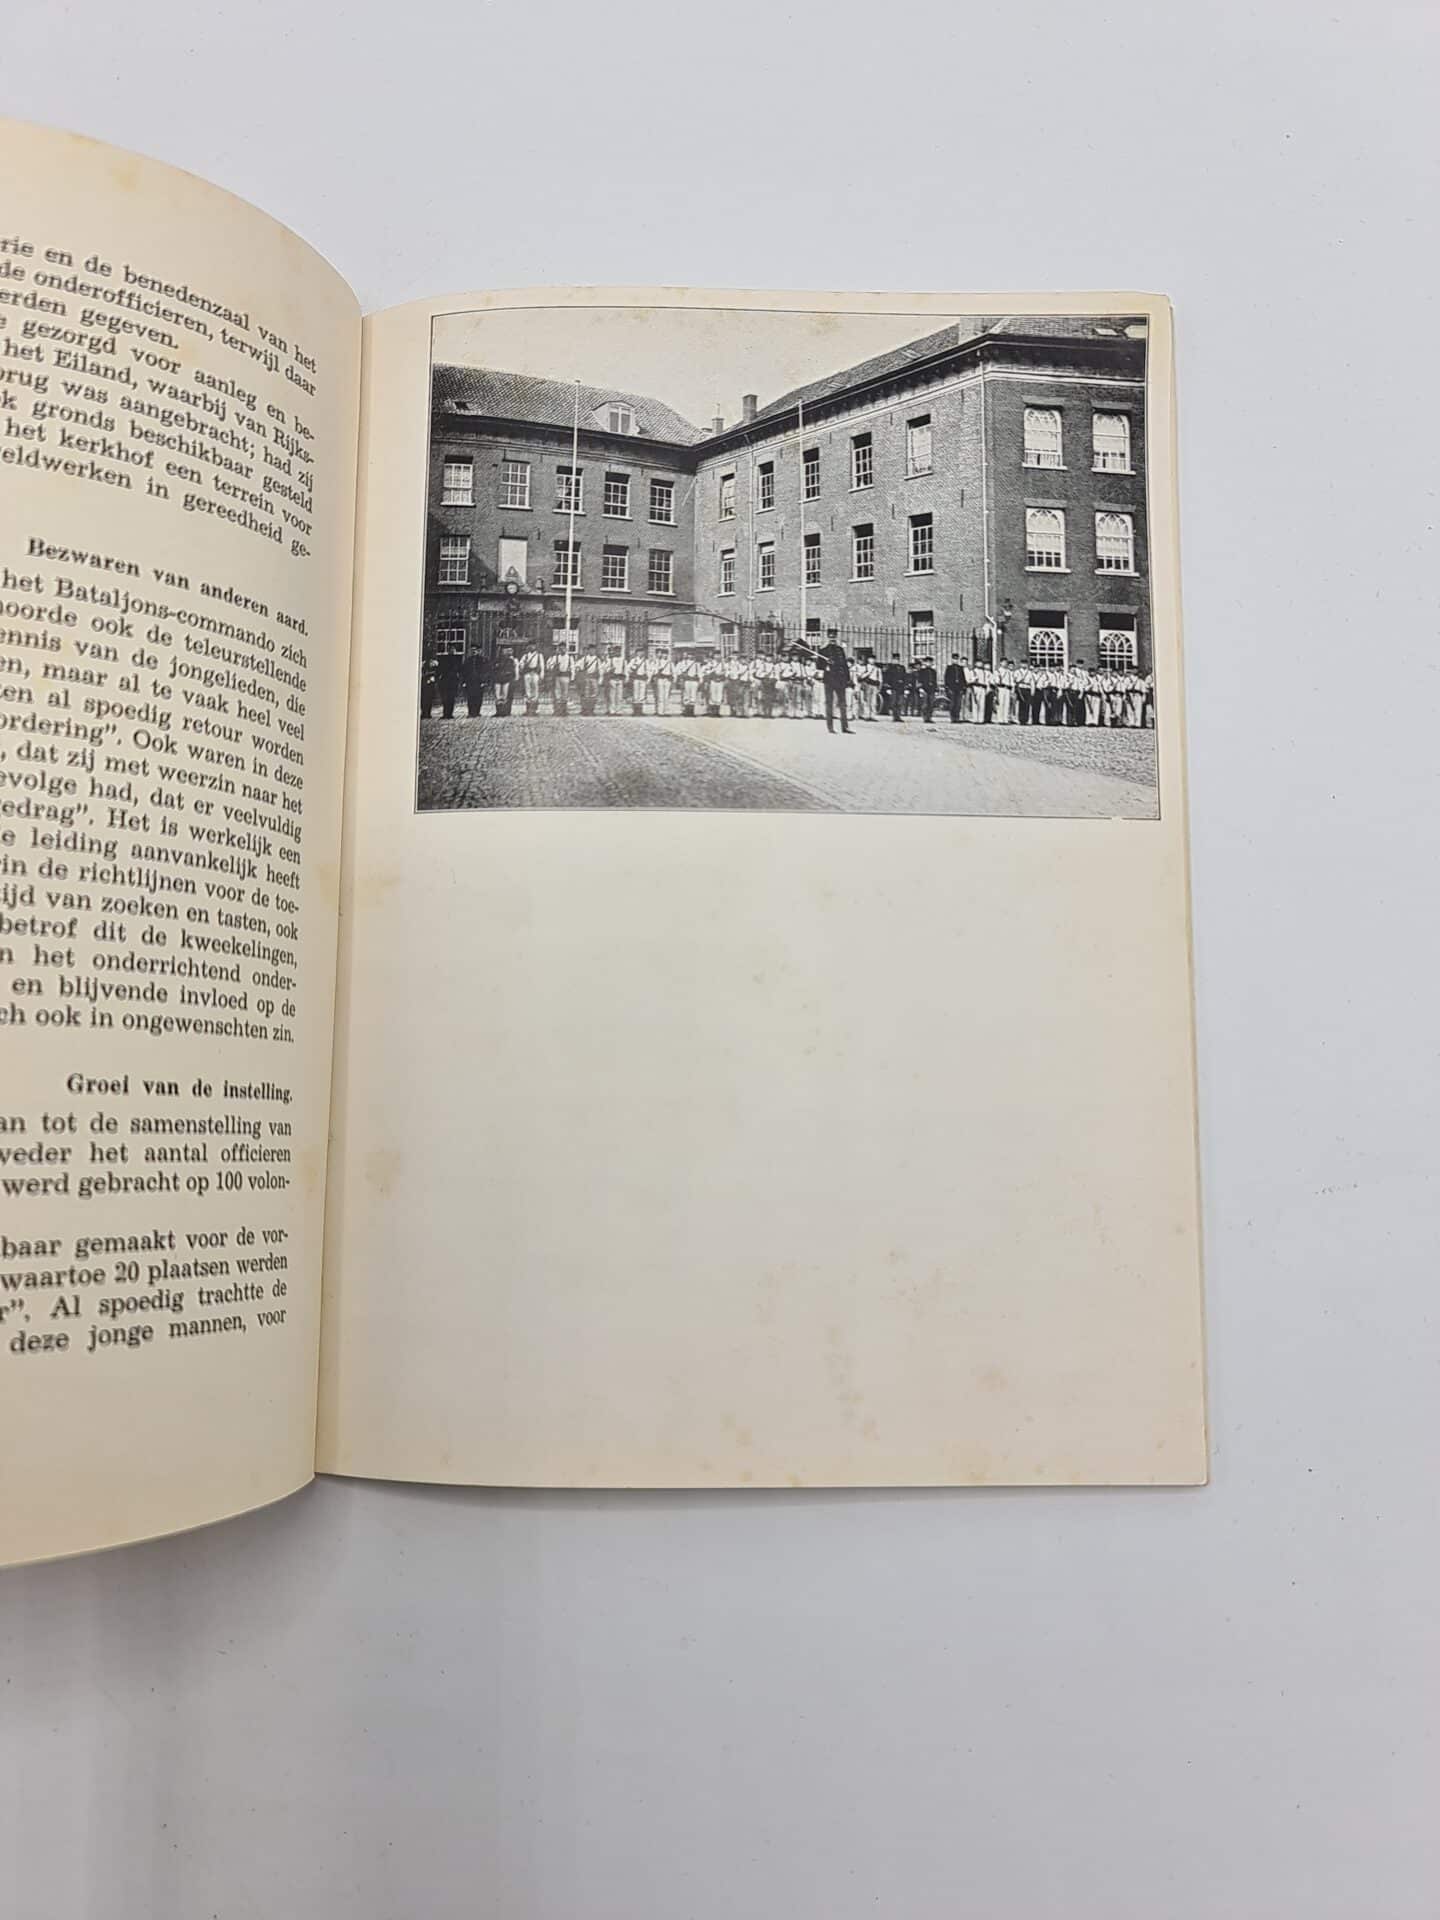 rie en de benedenzaal van het
de onderofficieren, terwijl daar
erden gegeven.
gezorgd voor aanleg en be-
het Eiland, waarbij van Rijks-
rug was aangebracht; had zij
k gronds beschikbaar gesteld
het kerkhof een terrein voor
eldwerken in gereedheid ge-
Bezwaren van anderen aard.
het Bataljons-commando zich
hoorde ook de teleurstellende
ennis van de jongelieden, die
en, maar al te vaak heel veel
ten al spoedig retour worden
ordering”. Ook waren in deze
, dat zij met weerzin naar het
evolge had, dat er veelvuldig
gedrag”. Het is werkelijk een
e leiding aanvankelijk heeft
in de richtlijnen voor de toe-
ijd van zoeken en tasten, ook
betrof dit de kweekelingen,
n het onderrichtend onder-
en blijvende invloed op de
ch ook in ongewenschten zin.
Groei van de instelling.
an tot de samenstelling van
weder het aantal officieren
werd gebracht op 100 volon-
baar gemaakt voor de vor-
waartoe 20 plaatsen werden
r”. Al spoedig trachtte de
deze jonge mannen, voor